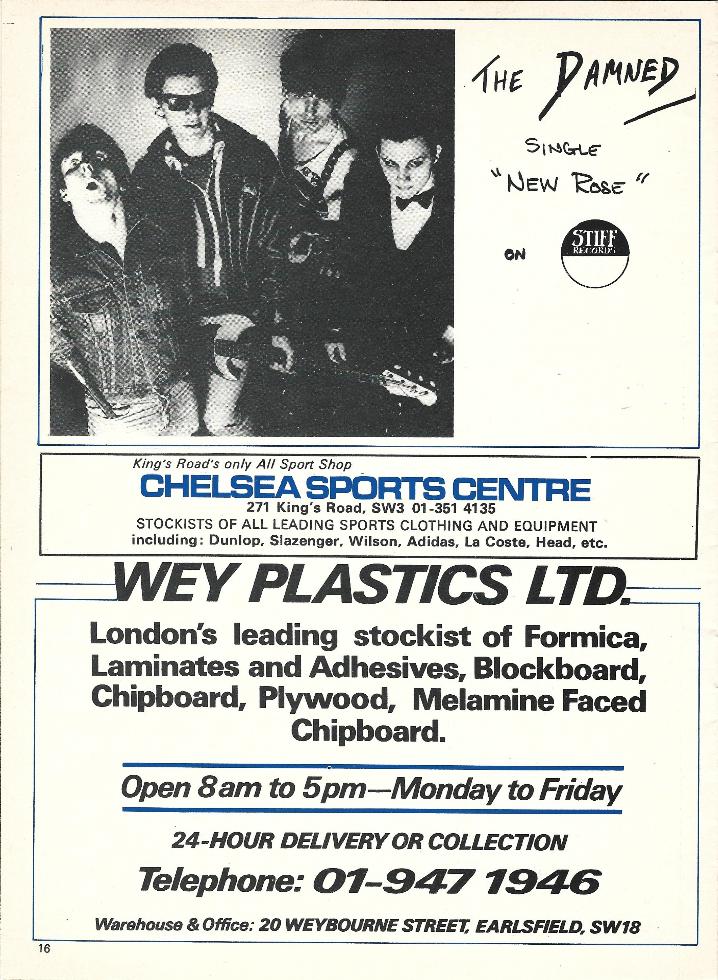 THE DAMNED
SINGLE
"NEW ROSE"
ON
STIFF
RECORDS
King's Road's only All Sport Shop
CHELSEA SPORTS CENTRE
271 King's Road, SW3 01-351 4135
STOCKISTS OF ALL LEADING SPORTS CLOTHING AND EQUIPMENT
including: Dunlop, Slazenger, Wilson, Adidas, La Coste, Head, etc.
WEY PLASTICS LTD.
London's leading stockist of Formica,
Laminates and Adhesives, Blockboard,
Chipboard, Plywood, Melamine Faced
Chipboard.
Open 8am to 5pm—Monday to Friday
24-HOUR DELIVERY OR COLLECTION
Telephone: 01-947 1946
Warehouse & Office: 20 WEYBOURNE STREET, EARLSFIELD, SW18
16